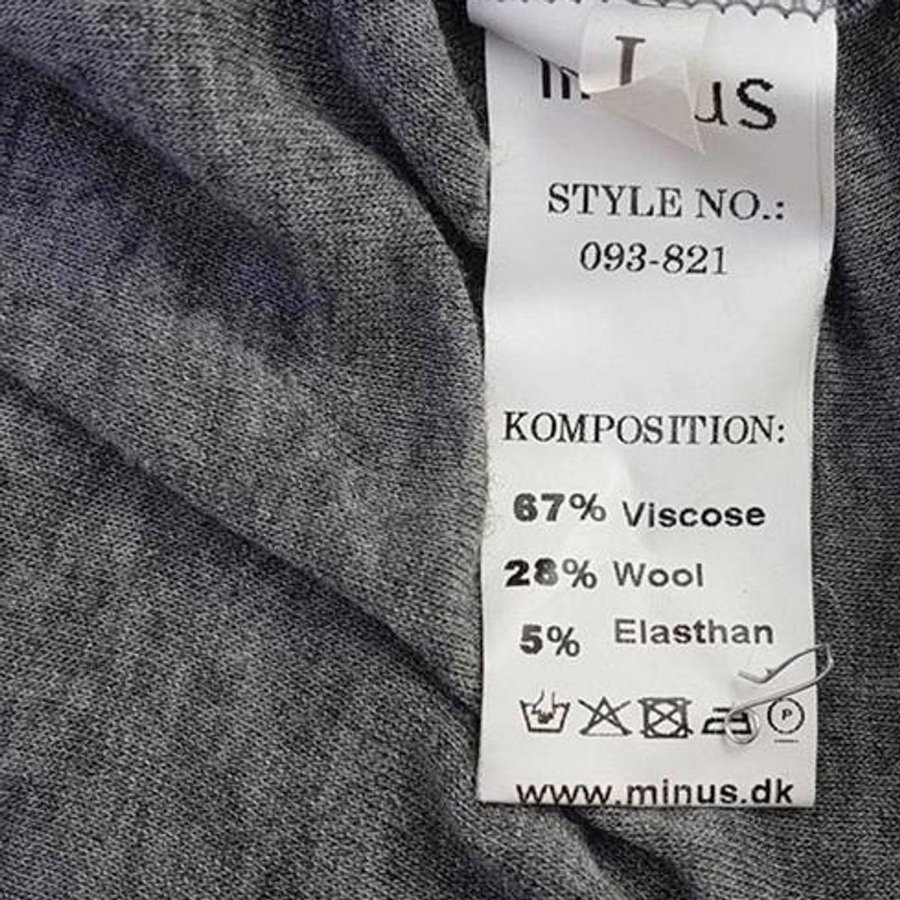 L
STYLE NO.:
093-821
KOMPOSITION:
67% Viscose
28% Wool
5% Elasthan
P
www.minus.dk